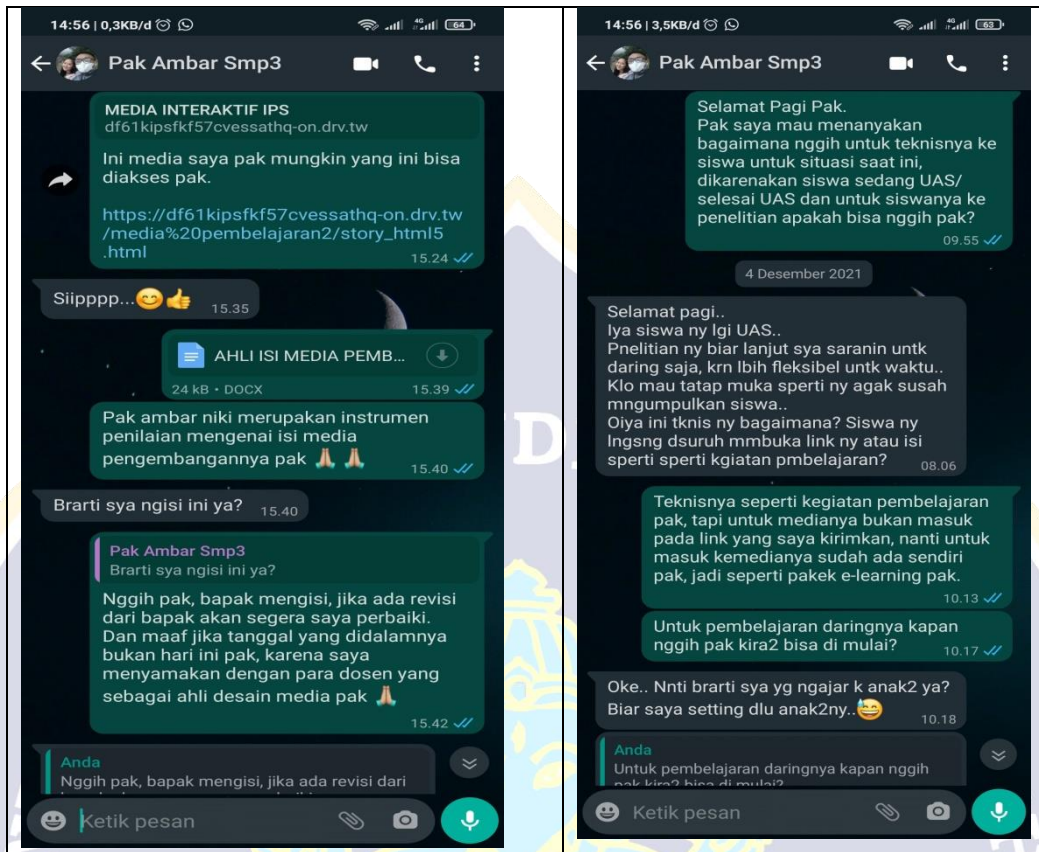 14:56 | 0,3KB/d
4G
64
Pak Ambar Smp3
MEDIA INTERAKTIF IPS
df61kipsfkf57cvessathq-on.drv.tw
Ini media saya pak mungkin yang ini bisa
diakses pak.
https://df61kipsfkf57cvessathq-on.drv.tw
/media%20pembelajaran2/story_html5
.html
15.24
Siipppp...😊👍
15.35
AHLI ISI MEDIA PEMB...
24 kB • DOCX
15.39
Pak ambar niki merupakan instrumen
penilaian mengenai isi media
pengembangannya pak 🙏 🙏
15.40
Brarti sya ngisi ini ya?
15.40
Pak Ambar Smp3
Brarti sya ngisi ini ya?
Nggih pak, bapak mengisi, jika ada revisi
dari bapak akan segera saya perbaiki.
Dan maaf jika tanggal yang didalamnya
bukan hari ini pak, karena saya
menyamakan dengan para dosen yang
sebagai ahli desain media pak 🙏
15.42
Anda
Nggih pak, bapak mengisi, jika ada revisi dari
Ketik pesan
14:56 | 3,5KB/d
4G
63
Pak Ambar Smp3
Selamat Pagi Pak.
Pak saya mau menanyakan
bagaimana nggih untuk teknisnya ke
siswa untuk situasi saat ini,
dikarenakan siswa sedang UAS/
selesai UAS dan untuk siswanya ke
penelitian apakah bisa nggih pak?
09.55
4 Desember 2021
Selamat pagi..
Iya siswa ny lgi UAS..
Pnelitian ny biar lanjut sya saranin untk
daring saja, krn lbih fleksibel untk waktu..
Klo mau tatap muka sperti ny agak susah
mngumpulkan siswa..
Oiya ini tknis ny bagaimana? Siswa ny
lngsng dsuruh mmbuka link ny atau isi
sperti sperti kgiatan pmbelajaran?
08.06
Teknisnya seperti kegiatan pembelajaran
pak, tapi untuk medianya bukan masuk
pada link yang saya kirimkan, nanti untuk
masuk kemedianya sudah ada sendiri
pak, jadi seperti pakek e-learning pak.
10.13
Untuk pembelajaran daringnya kapan
nggih pak kira2 bisa di mulai?
10.17
Oke.. Nnti brarti sya yg ngajar k anak2 ya?
Biar saya setting dlu anak2ny..😅
10.18
Anda
Untuk pembelajaran daringnya kapan nggih
pak kira2 bisa di mulai?
Ketik pesan